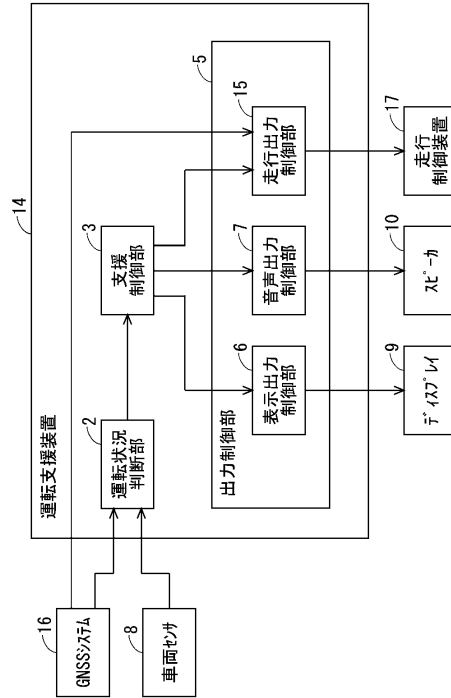 14
運転支援装置
16
GNSSシステム
8
車両センサ
2
運転状況
判断部
3
支援
制御部
5
出力制御部
6
表示出力
制御部
7
音声出力
制御部
15
走行出力
制御部
9
ディスプレイ
10
スピーカ
17
走行
制御装置